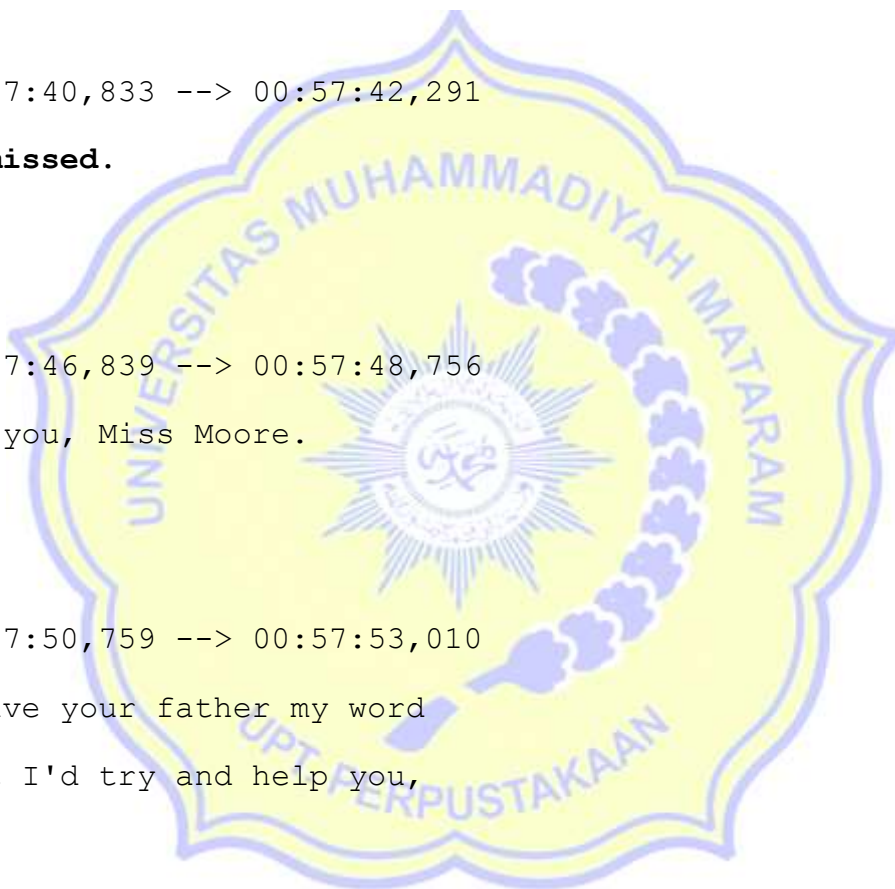 7:40,833 --> 00:57:42,291
nissed.
UNIVERSITAS MUHAMMADIYAH MATARAM
7:46,839 --> 00:57:48,756
you, Miss Moore.
7:50,759 --> 00:57:53,010
ve your father my word
I'd try and help you,
UPT. PERPUSTAKAAN